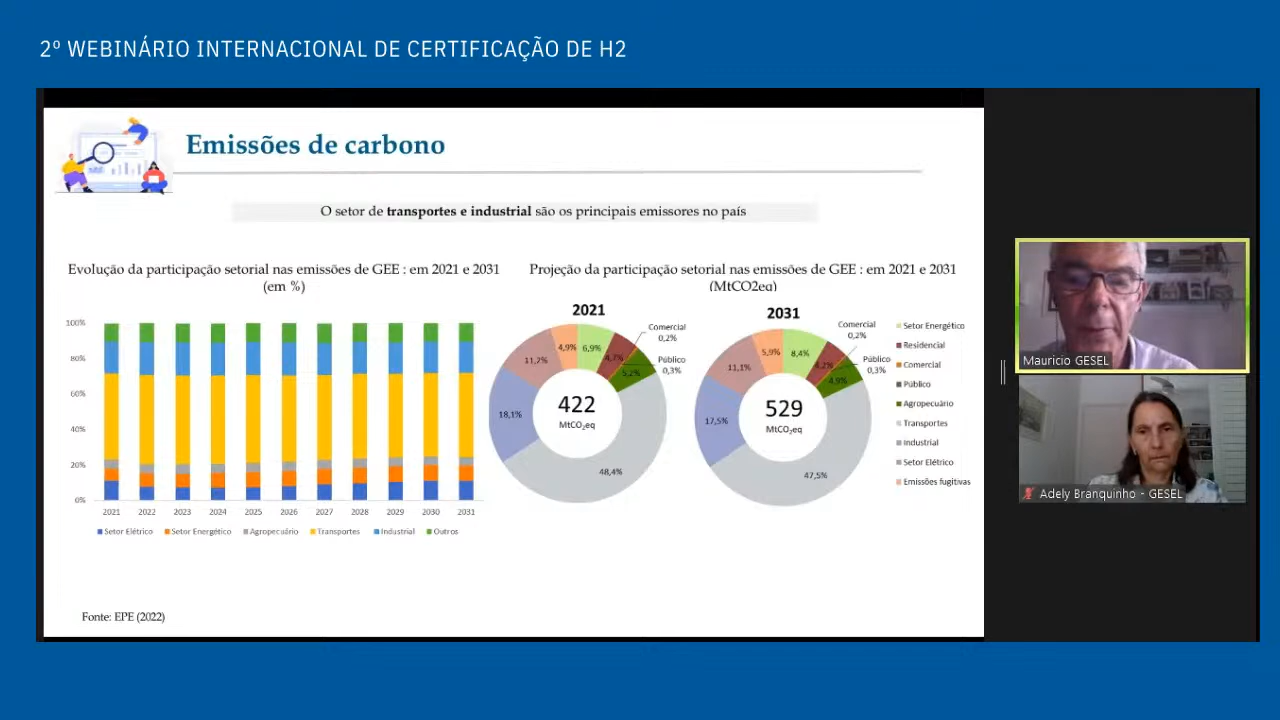 2º WEBINÁRIO INTERNACIONAL DE CERTIFICAÇÃO DE H2
Emissões de carbono
O setor de transportes e industrial são os principais emissores no país
Evolução da participação setorial nas emissões de GEE : em 2021 e 2031
(em %)
100%
80%
60%
40%
20%
0%
2021 2022 2023 2024 2025 2026 2027 2028 2029 2030 2031
Setor Elétrico Setor Energético Agropecuário Transportes Industrial Outros
Projeção da participação setorial nas emissões de GEE : em 2021 e 2031
(MtCO2eq)
2021
Comercial
0,2%
Público
0,3%
4,9%
6,9%
4,7%
5,2%
11,2%
18,1%
48,4%
422
MtCO₂eq
2031
Comercial
0,2%
Público
0,3%
5,9%
8,4%
4,2%
4,9%
11,1%
17,5%
47,5%
529
MtCO₂eq
Setor Energético
Residencial
Comercial
Público
Agropecuário
Transportes
Industrial
Setor Elétrico
Emissões fugitivas
Fonte: EPE (2022)
Mauricio GESEL
Adely Branquinho - GESEL